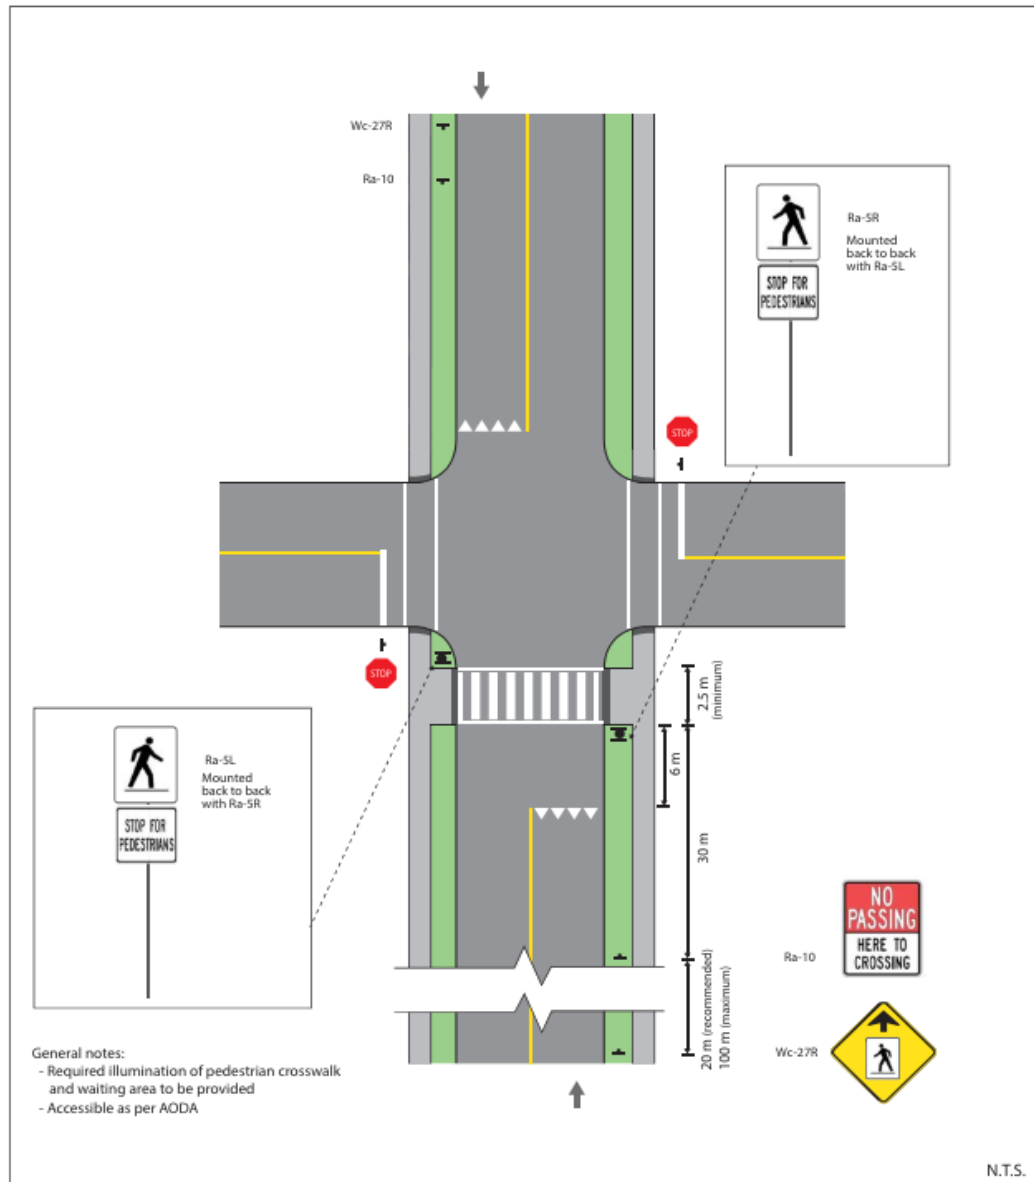 Wc-27R
Ra-10
Ra-5R
Mounted
back to back
with Ra-5L
STOP FOR
PEDESTRIANS
STOP
STOP
2.5 m
(minimum)
6 m
30 m
20 m (recommended)
100 m (maximum)
Ra-5L
Mounted
back to back
with Ra-5R
STOP FOR
PEDESTRIANS
NO
PASSING
HERE TO
CROSSING
Ra-10
Wc-27R
General notes:
- Required illumination of pedestrian crosswalk
and waiting area to be provided
- Accessible as per AODA
N.T.S.